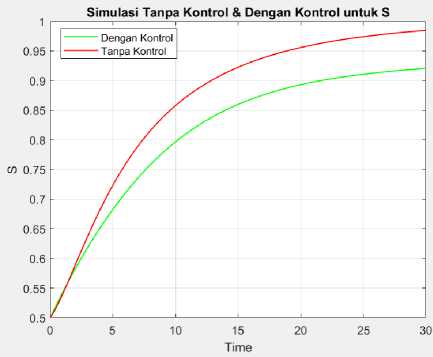 Simulasi Tanpa Kontrol & Dengan Kontrol untuk S
Dengan Kontrol
Tanpa Kontrol
1
0.95
0.9
0.85
0.8
0.75
0.7
0.65
0.6
0.55
0.5
S
0 5 10 15 20 25 30
Time